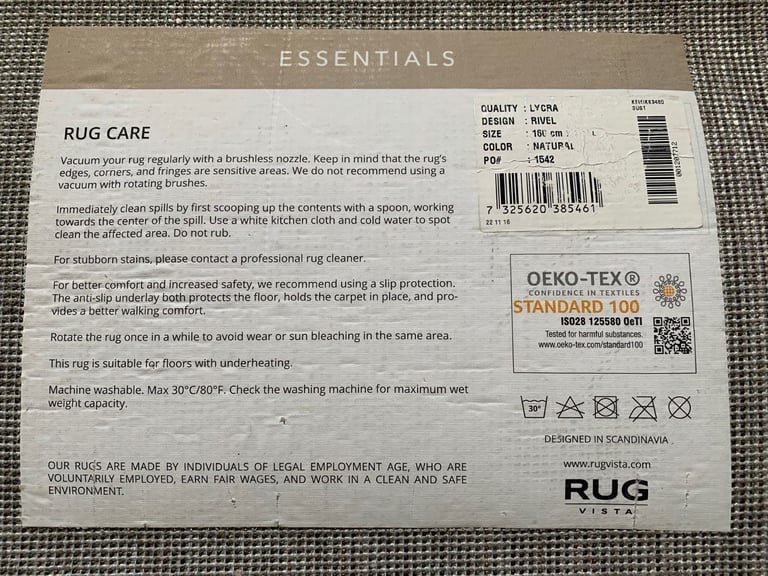 ESSENTIALS
RUG CARE
Vacuum your rug regularly with a brushless nozzle. Keep in mind that the rug's
edges, corners, and fringes are sensitive areas. We do not recommend using a
vacuum with rotating brushes.
Immediately clean spills by first scooping up the contents with a spoon, working
towards the center of the spill. Use a white kitchen cloth and cold water to spot
clean the affected area. Do not rub.
For stubborn stains, please contact a professional rug cleaner.
For better comfort and increased safety, we recommend using a slip protection.
The anti-slip underlay both protects the floor, holds the carpet in place, and pro-
vides a better walking comfort.
Rotate the rug once in a while to avoid wear or sun bleaching in the same area.
This rug is suitable for floors with underheating.
Machine washable. Max 30°C/80°F. Check the washing machine for maximum wet
weight capacity.
OUR RUGS ARE MADE BY INDIVIDUALS OF LEGAL EMPLOYMENT AGE, WHO ARE
VOLUNTARILY EMPLOYED, EARN FAIR WAGES, AND WORK IN A CLEAN AND SAFE
ENVIRONMENT.
QUALITY : LYCRA
DESIGN : RIVEL
SIZE : 160 cm
COLOR : NATURAL
PO# : 1542
7 325620 385461
22 11 16
001207712
OEKO-TEX®
CONFIDENCE IN TEXTILES
STANDARD 100
IS028 125580 OeTI
Tested for harmful substances.
www.oeko-tex.com/standard100
30°
DESIGNED IN SCANDINAVIA
www.rugvista.com
RUG
VISTA